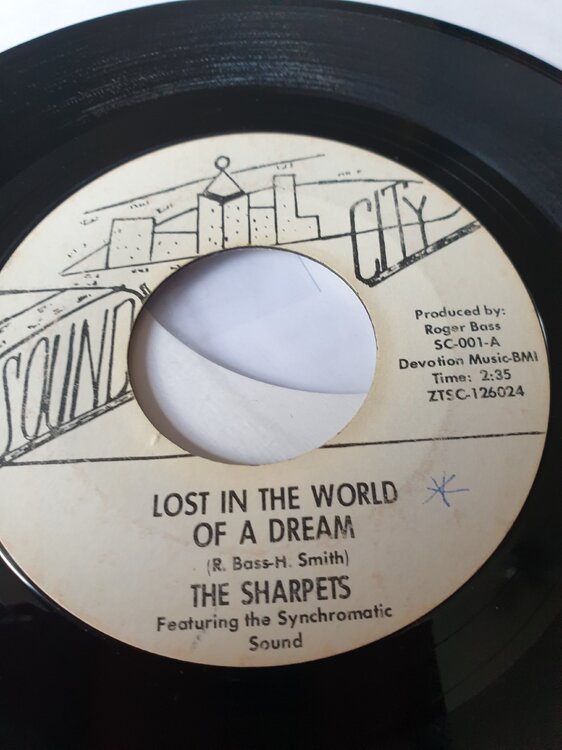 SOUND
CITY
Produced by:
Roger Bass
SC-001-A
Devotion Music-BMI
Time: 2:35
ZTSC-126024
LOST IN THE WORLD
OF A DREAM
(R. Bass-H. Smith)
THE SHARPETS
Featuring the Synchromatic
Sound